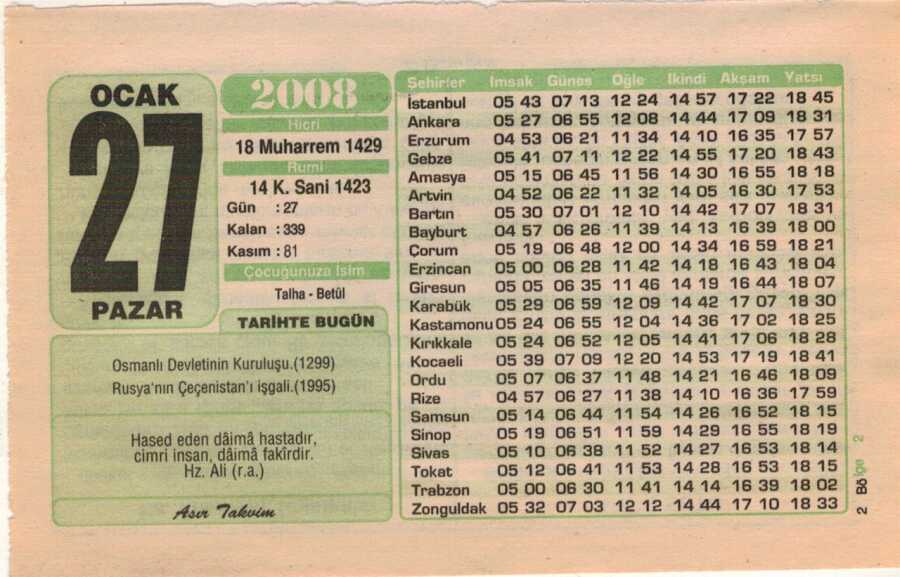 OCAK
27
PAZAR
2008
Hicri
18 Muharrem 1429
Rumi
14 K. Sani 1423
Gün : 27
Kalan : 339
Kasım : 81
Çocuğunuza İsim
Talha - Betül
TARİHTE BUGÜN
Osmanlı Devletinin Kuruluşu.(1299)
Rusya'nın Çeçenistan'ı işgali.(1995)
Hased eden dâima hastadır,
cimri insan, dâimâ fakîrdir.
Hz. Ali (r.a.)
Asır Takvim
Şehirler İmsak Güneş Öğle İkindi Akşam Yatsı
İstanbul 05 43 07 13 12 24 14 57 17 22 18 45
Ankara 05 27 06 55 12 08 14 44 17 09 18 31
Erzurum 04 53 06 21 11 34 14 10 16 35 17 57
Gebze 05 41 07 11 12 22 14 55 17 20 18 43
Amasya 05 15 06 45 11 56 14 30 16 55 18 18
Artvin 04 52 06 22 11 32 14 05 16 30 17 53
Bartın 05 30 07 01 12 10 14 42 17 07 18 31
Bayburt 04 57 06 26 11 39 14 13 16 39 18 00
Çorum 05 19 06 48 12 00 14 34 16 59 18 21
Erzincan 05 00 06 28 11 42 14 18 16 43 18 04
Giresun 05 05 06 35 11 46 14 19 16 44 18 07
Karabük 05 29 06 59 12 09 14 42 17 07 18 30
Kastamonu 05 24 06 55 12 04 14 36 17 02 18 25
Kırıkkale 05 24 06 52 12 05 14 41 17 06 18 28
Kocaeli 05 39 07 09 12 20 14 53 17 19 18 41
Ordu 05 07 06 37 11 48 14 21 16 46 18 09
Rize 04 57 06 27 11 38 14 10 16 36 17 59
Samsun 05 14 06 44 11 54 14 26 16 52 18 15
Sinop 05 19 06 51 11 59 14 29 16 55 18 19
Sivas 05 10 06 38 11 52 14 27 16 53 18 14
Tokat 05 12 06 41 11 53 14 28 16 53 18 15
Trabzon 05 00 06 30 11 41 14 14 16 39 18 02
Zonguldak 05 32 07 03 12 12 14 44 17 10 18 33
2 Bölge 2